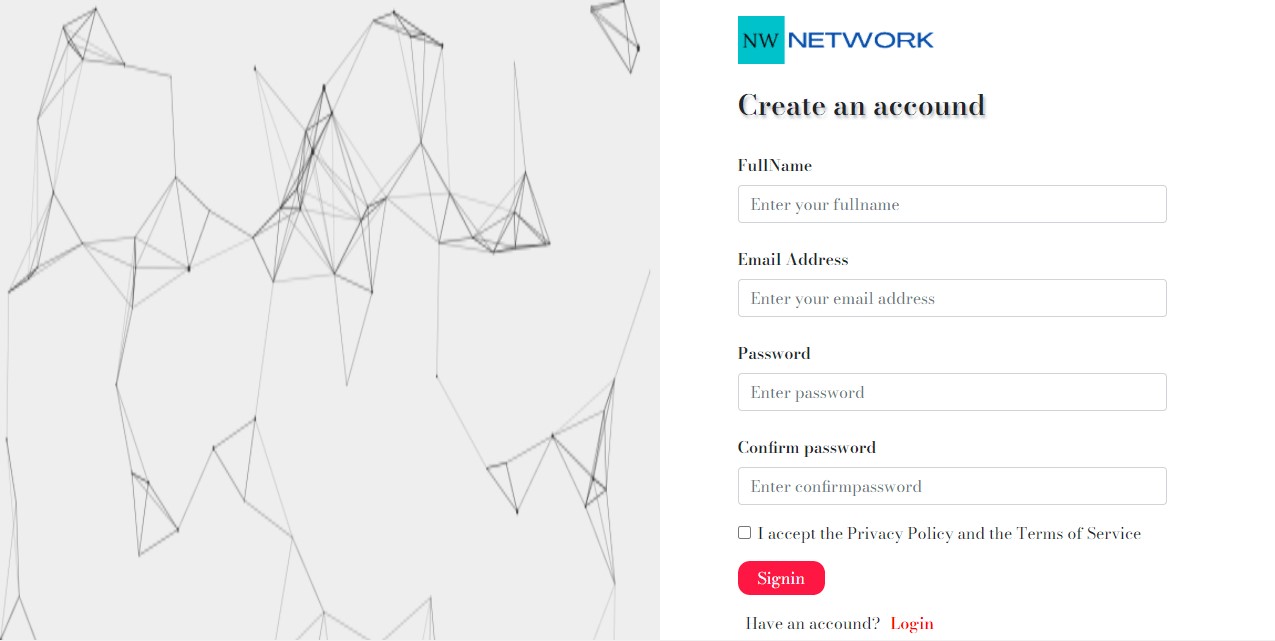 NW NETWORK
Create an accound
FullName
Enter your fullname
Email Address
Enter your email address
Password
Enter password
Confirm password
Enter confirmpassword
I accept the Privacy Policy and the Terms of Service
Signin
Have an accound? Login